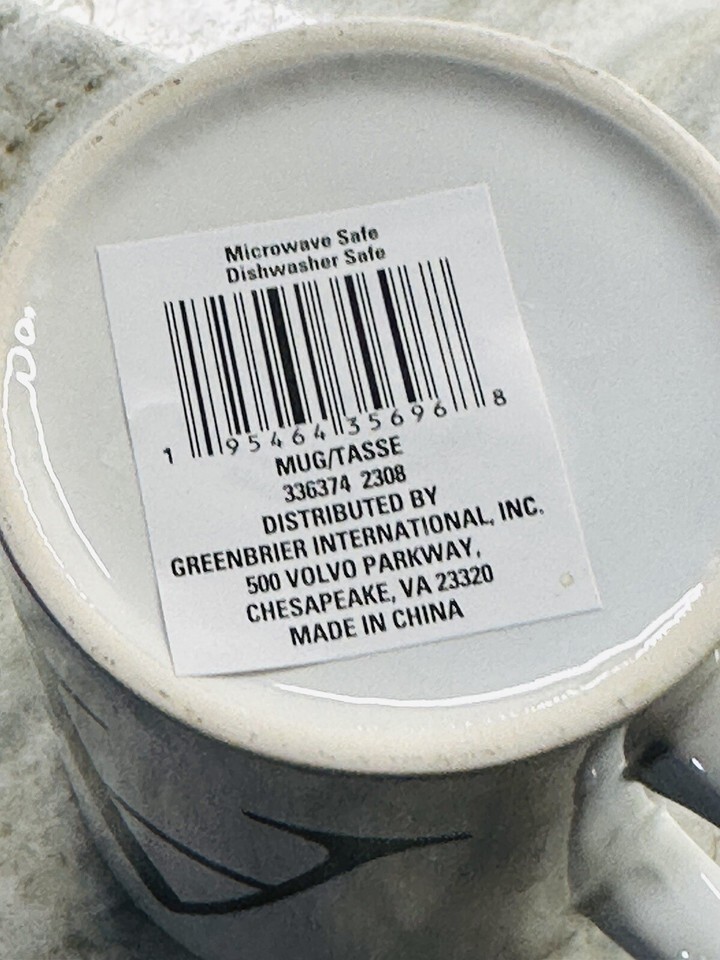 Microwave Safe
Dishwasher Safe
1 95464 35696 8
MUG/TASSE
336374 2308
DISTRIBUTED BY
GREENBRIER INTERNATIONAL, INC.
500 VOLVO PARKWAY,
CHESAPEAKE, VA 23320
MADE IN CHINA